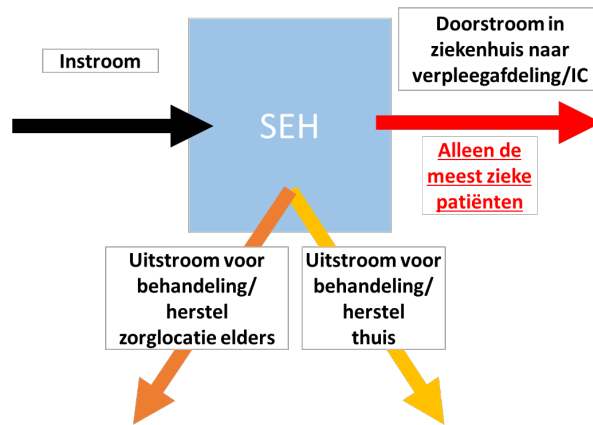 Instroom
SEH
Doorstroom in
ziekenhuis naar
verpleegafdeling/IC
Alleen de
meest zieke
patiënten
Uitstroom voor
behandeling/
herstel
zorglocatie elders
Uitstroom voor
behandeling/
herstel
thuis